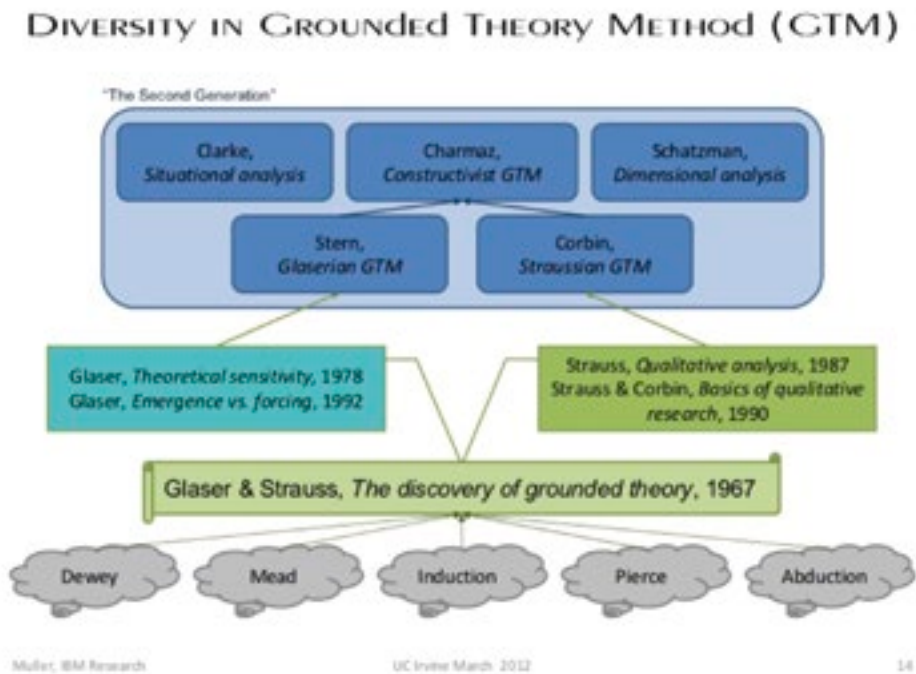 DIVERSITY IN GROUNDED THEORY METHOD (GTM)
"The Second Generation"
Clarke,
Situational analysis
Charmaz,
Constructivist GTM
Schatzman,
Dimensional analysis
Stern,
Glaserian GTM
Corbin,
Straussian GTM
Glaser, Theoretical sensitivity, 1978
Glaser, Emergence vs. forcing, 1992
Strauss, Qualitative analysis, 1987
Strauss & Corbin, Basics of qualitative
research, 1990
Glaser & Strauss, The discovery of grounded theory, 1967
Dewey
Mead
Induction
Pierce
Abduction
Muller, IBM Research
UC Irvine March 2012
14